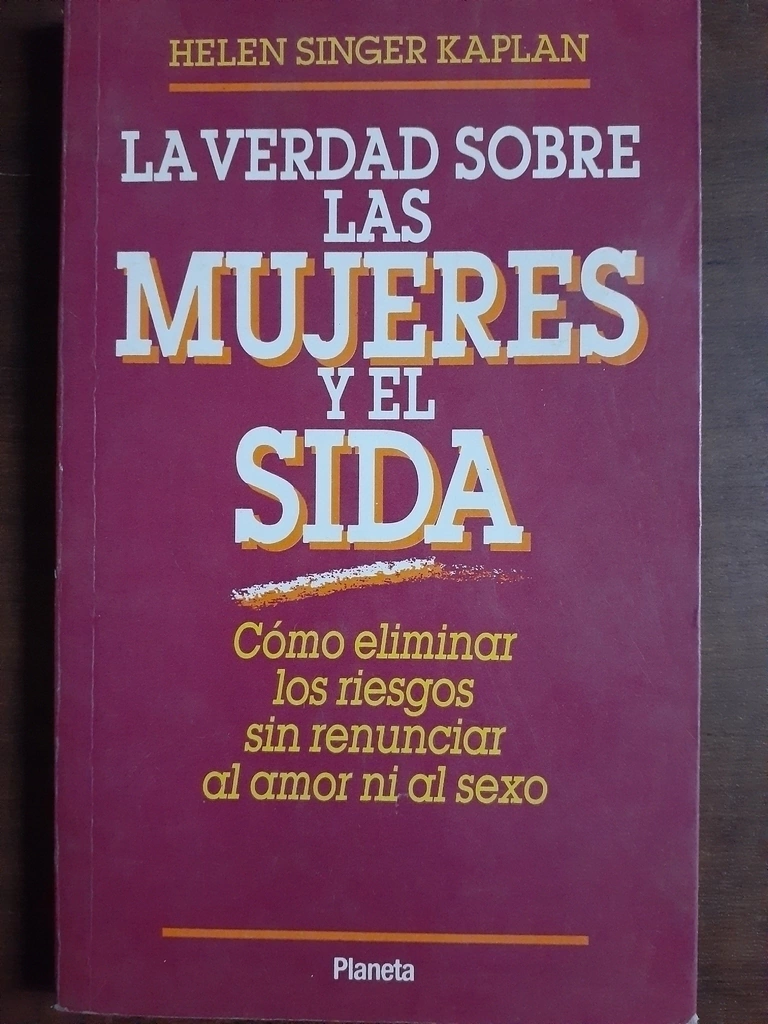 HELEN SINGER KAPLAN
LA VERDAD SOBRE
LAS
MUJERES
Y EL
SIDA
Cómo eliminar
los riesgos
sin renunciar
al amor ni al sexo
Planeta